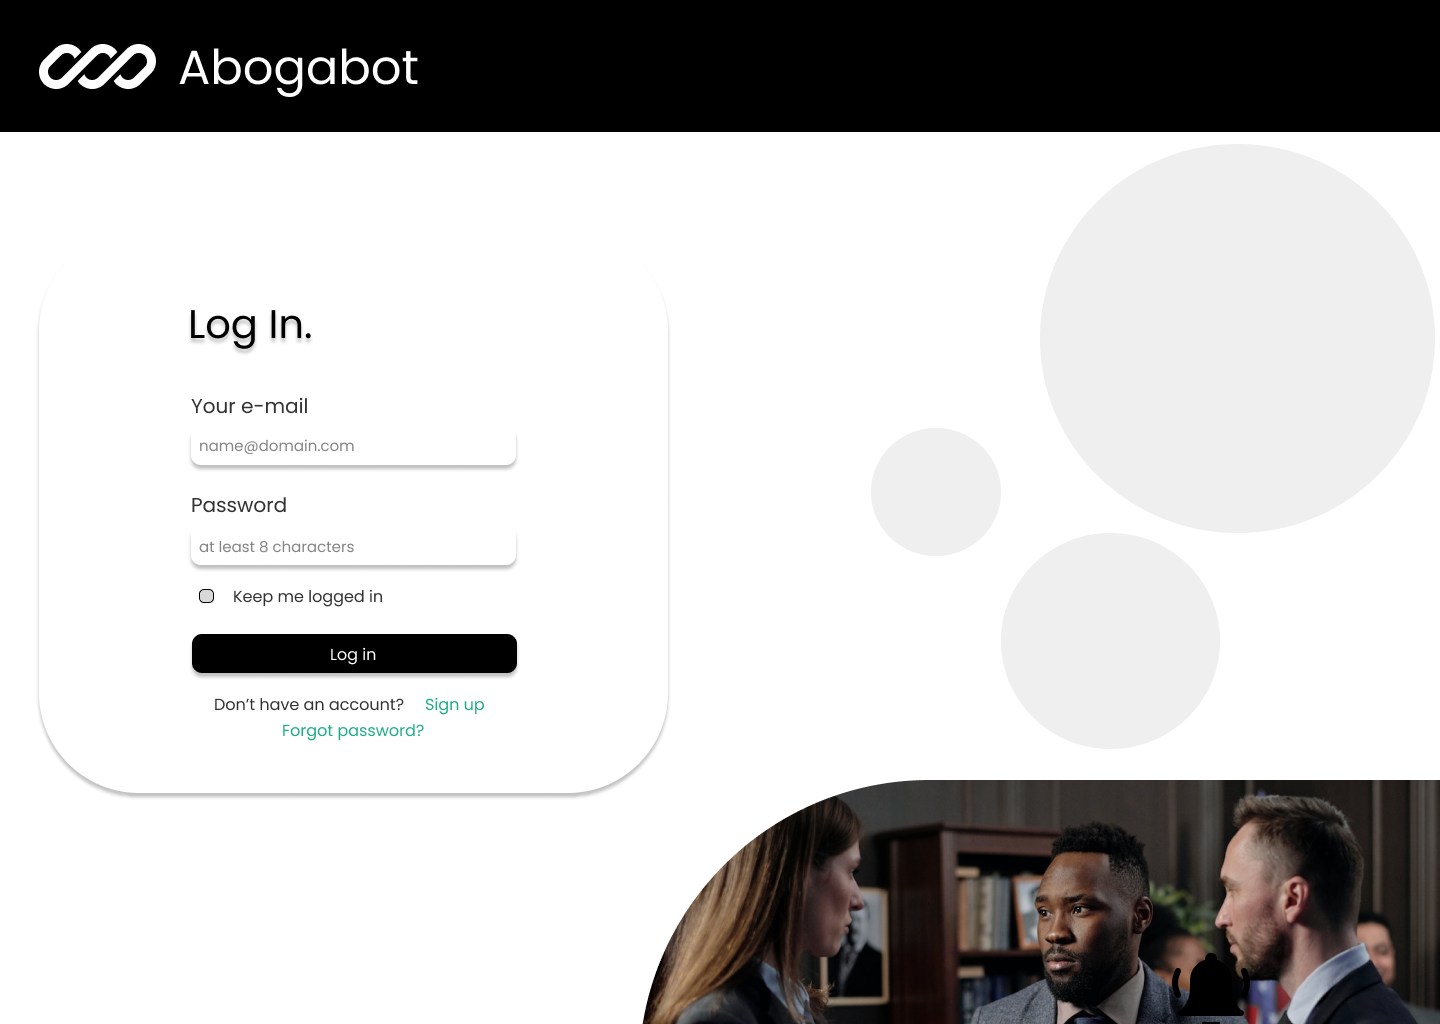 Abogabot
Log In.
Your e-mail
name@domain.com
Password
at least 8 characters
Keep me logged in
Log in
Don’t have an account? Sign up
Forgot password?